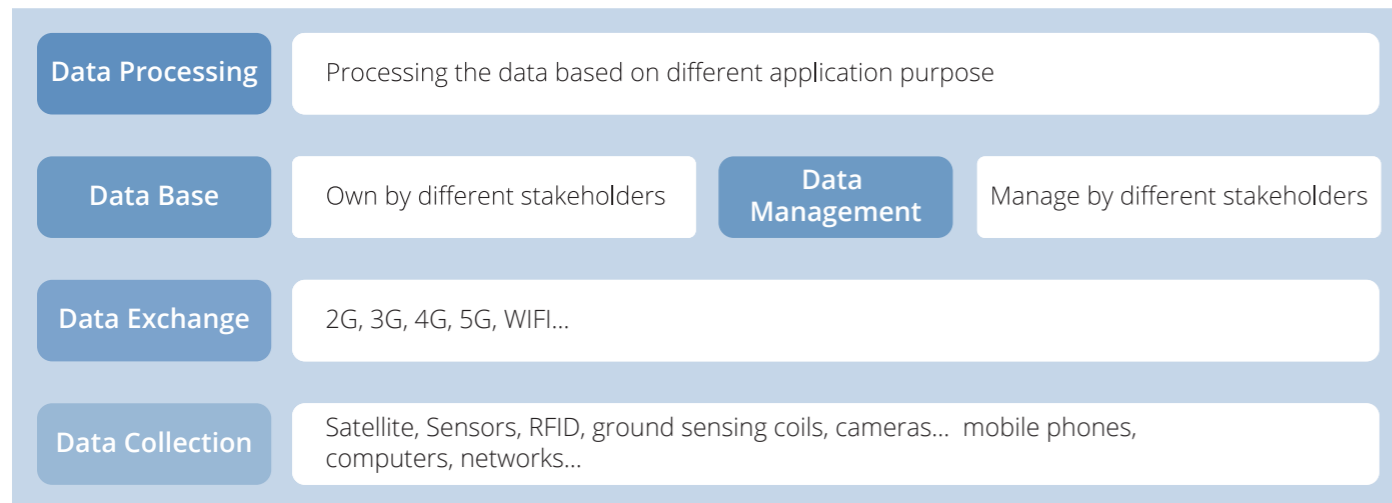 Data Processing
Processing the data based on different application purpose
Data Base
Own by different stakeholders
Data
Management
Manage by different stakeholders
Data Exchange
2G, 3G, 4G, 5G, WIFI...
Data Collection
Satellite, Sensors, RFID, ground sensing coils, cameras... mobile phones,
computers, networks...